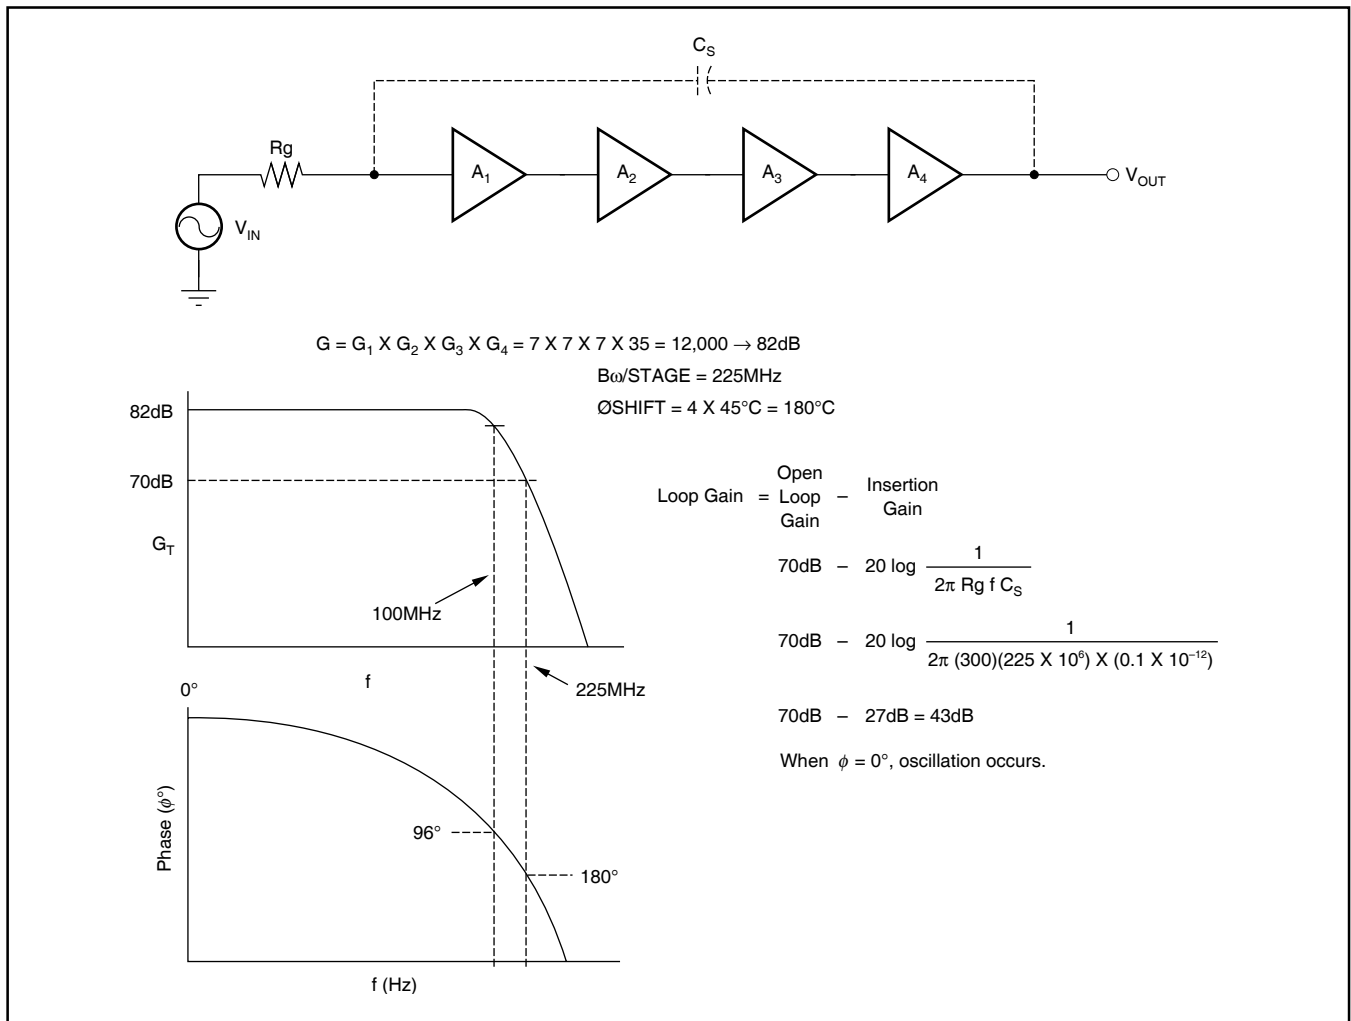 C_S
Rg
A_1
A_2
A_3
A_4
V_OUT
V_IN
G = G_1 X G_2 X G_3 X G_4 = 7 X 7 X 7 X 35 = 12,000 → 82dB
Bω/STAGE = 225MHz
ØSHIFT = 4 X 45°C = 180°C
82dB
70dB
G_T
100MHz
f
225MHz
Loop Gain = Open Loop Gain – Insertion Gain
70dB – 20 log 1 / 2π Rg f C_S
70dB – 20 log 1 / 2π (300)(225 X 10^6) X (0.1 X 10^–12)
70dB – 27dB = 43dB
When ϕ = 0°, oscillation occurs.
0°
Phase (ϕ°)
96°
180°
f (Hz)